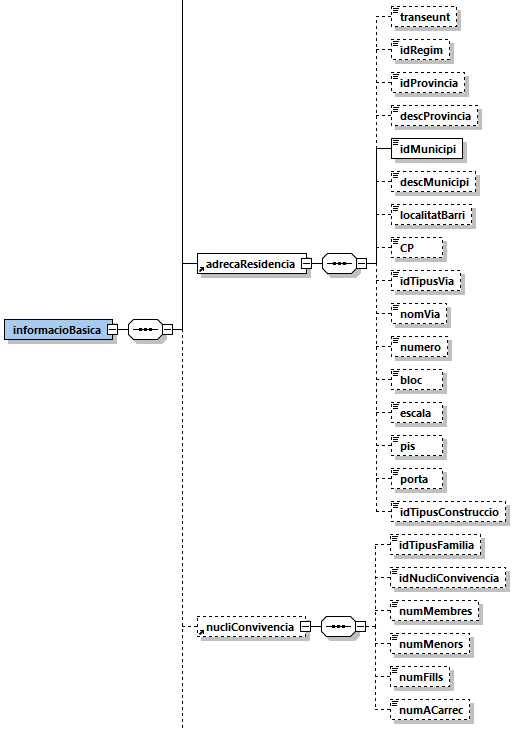 transeunt
idRegim
idProvincia
descProvincia
idMunicipi
descMunicipi
localitatBarri
CP
adrecaResidencia
idTipusVia
nomVia
informacioBasica
numero
bloc
escala
pis
porta
idTipusConstruccio
idTipusFamilia
idNucliConvivencia
numMembres
nucliConvivencia
numMenors
numFills
numACarrec